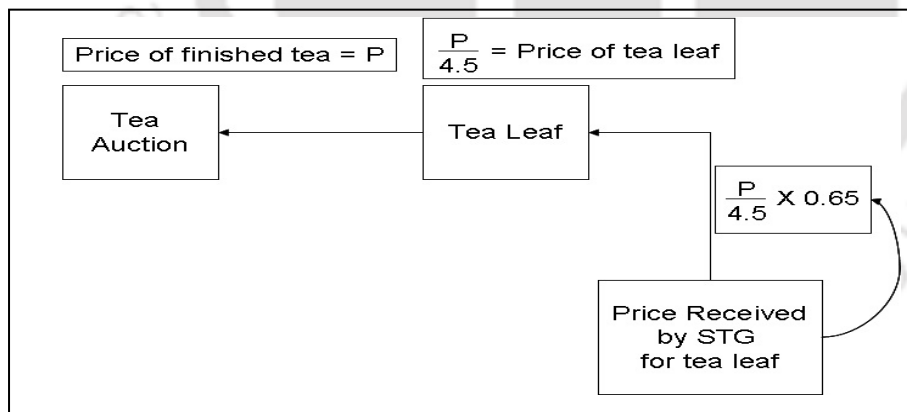 Price of finished tea = P
P/4.5 = Price of tea leaf
Tea
Auction
Tea Leaf
P/4.5 X 0.65
Price Received
by STG
for tea leaf